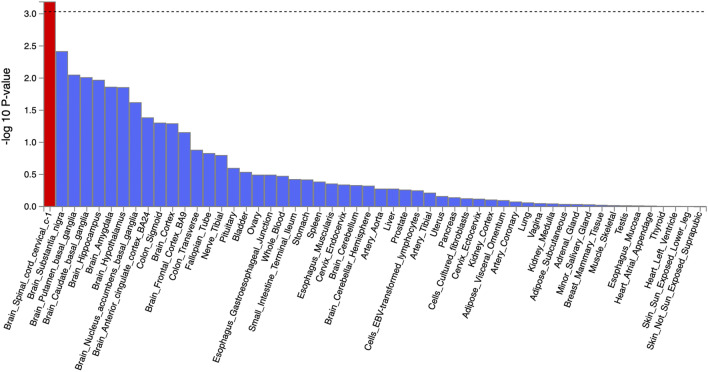 -log 10 P-value
3.0
2.5
2.0
1.5
1.0
0.5
0.0
Brain_Spinal_cord_cervical_c-1
Brain_Substantia_nigra
Brain_Putamen_basal_ganglia
Brain_Caudate_basal_ganglia
Brain_Hippocampus
Brain_Amygdala
Brain_Hypothalamus
Brain_Nucleus_accumbens_basal_ganglia
Brain_Anterior_cingulate_cortex_BA24
Colon_Sigmoid
Brain_Cortex
Brain_Frontal_Cortex_BA9
Colon_Transverse
Fallopian_Tube
Nerve_Tibial
Pituitary
Bladder
Ovary
Esophagus_Gastroesophageal_Junction
Whole_Blood
Small_Intestine_Terminal_Ileum
Stomach
Spleen
Esophagus_Muscularis
Cervix_Endocervix
Brain_Cerebellum
Brain_Cerebellar_Hemisphere
Artery_Aorta
Liver
Prostate
Cells_EBV-transformed_lymphocytes
Artery_Tibial
Uterus
Pancreas
Cells_Cultured_fibroblasts
Cervix_Ectocervix
Kidney_Cortex
Adipose_Visceral_Omentum
Artery_Coronary
Lung
Vagina
Kidney_Medulla
Adipose_Subcutaneous
Adrenal_Gland
Minor_Salivary_Gland
Breast_Mammary_Tissue
Muscle_Skeletal
Testis
Esophagus_Mucosa
Heart_Atrial_Appendage
Thyroid
Heart_Left_Ventricle
Skin_Sun_Exposed_Lower_leg
Skin_Not_Sun_Exposed_Suprapubic